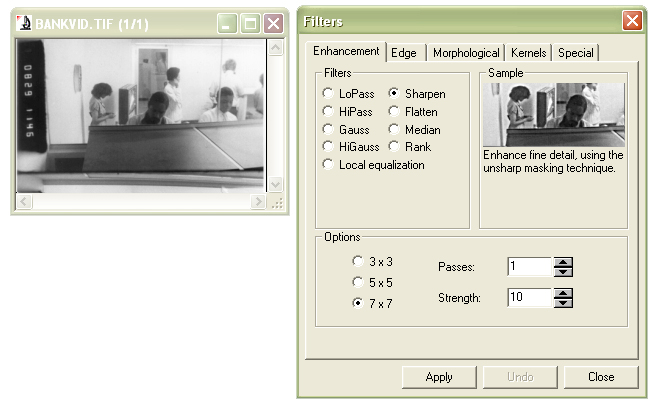 BANKVID.TIF (1/1)
Filters
Enhancement Edge Morphological Kernels Special
Filters
LoPass
Sharpen
HiPass
Flatten
Gauss
Median
HiGauss
Rank
Local equalization
Sample
Enhance fine detail, using the
unsharp masking technique.
Options
3 x 3
5 x 5
7 x 7
Passes: 1
Strength: 10
Apply Undo Close